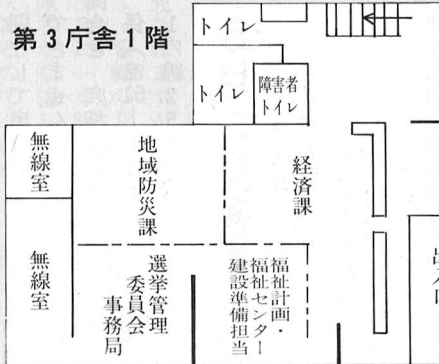 第3庁舎1階
トイレ
トイレ
障害者
トイレ
無線室
地域防災課
経済課
無線室
選挙管理
委員会
事務局
福祉計画・
福祉センター
建設準備担当
出入口